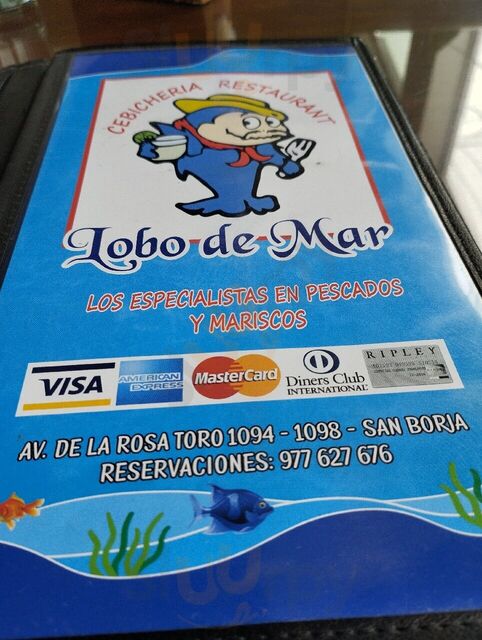 CEBICHERIA RESTAURANT
Lobo de Mar
LOS ESPECIALISTAS EN PESCADOS
Y MARISCOS
VISA
AMERICAN
EXPRESS
MasterCard
Diners Club
INTERNATIONAL
RIPLEY
AV. DE LA ROSA TORO 1094 - 1098 - SAN BORJA
RESERVACIONES: 977 627 676